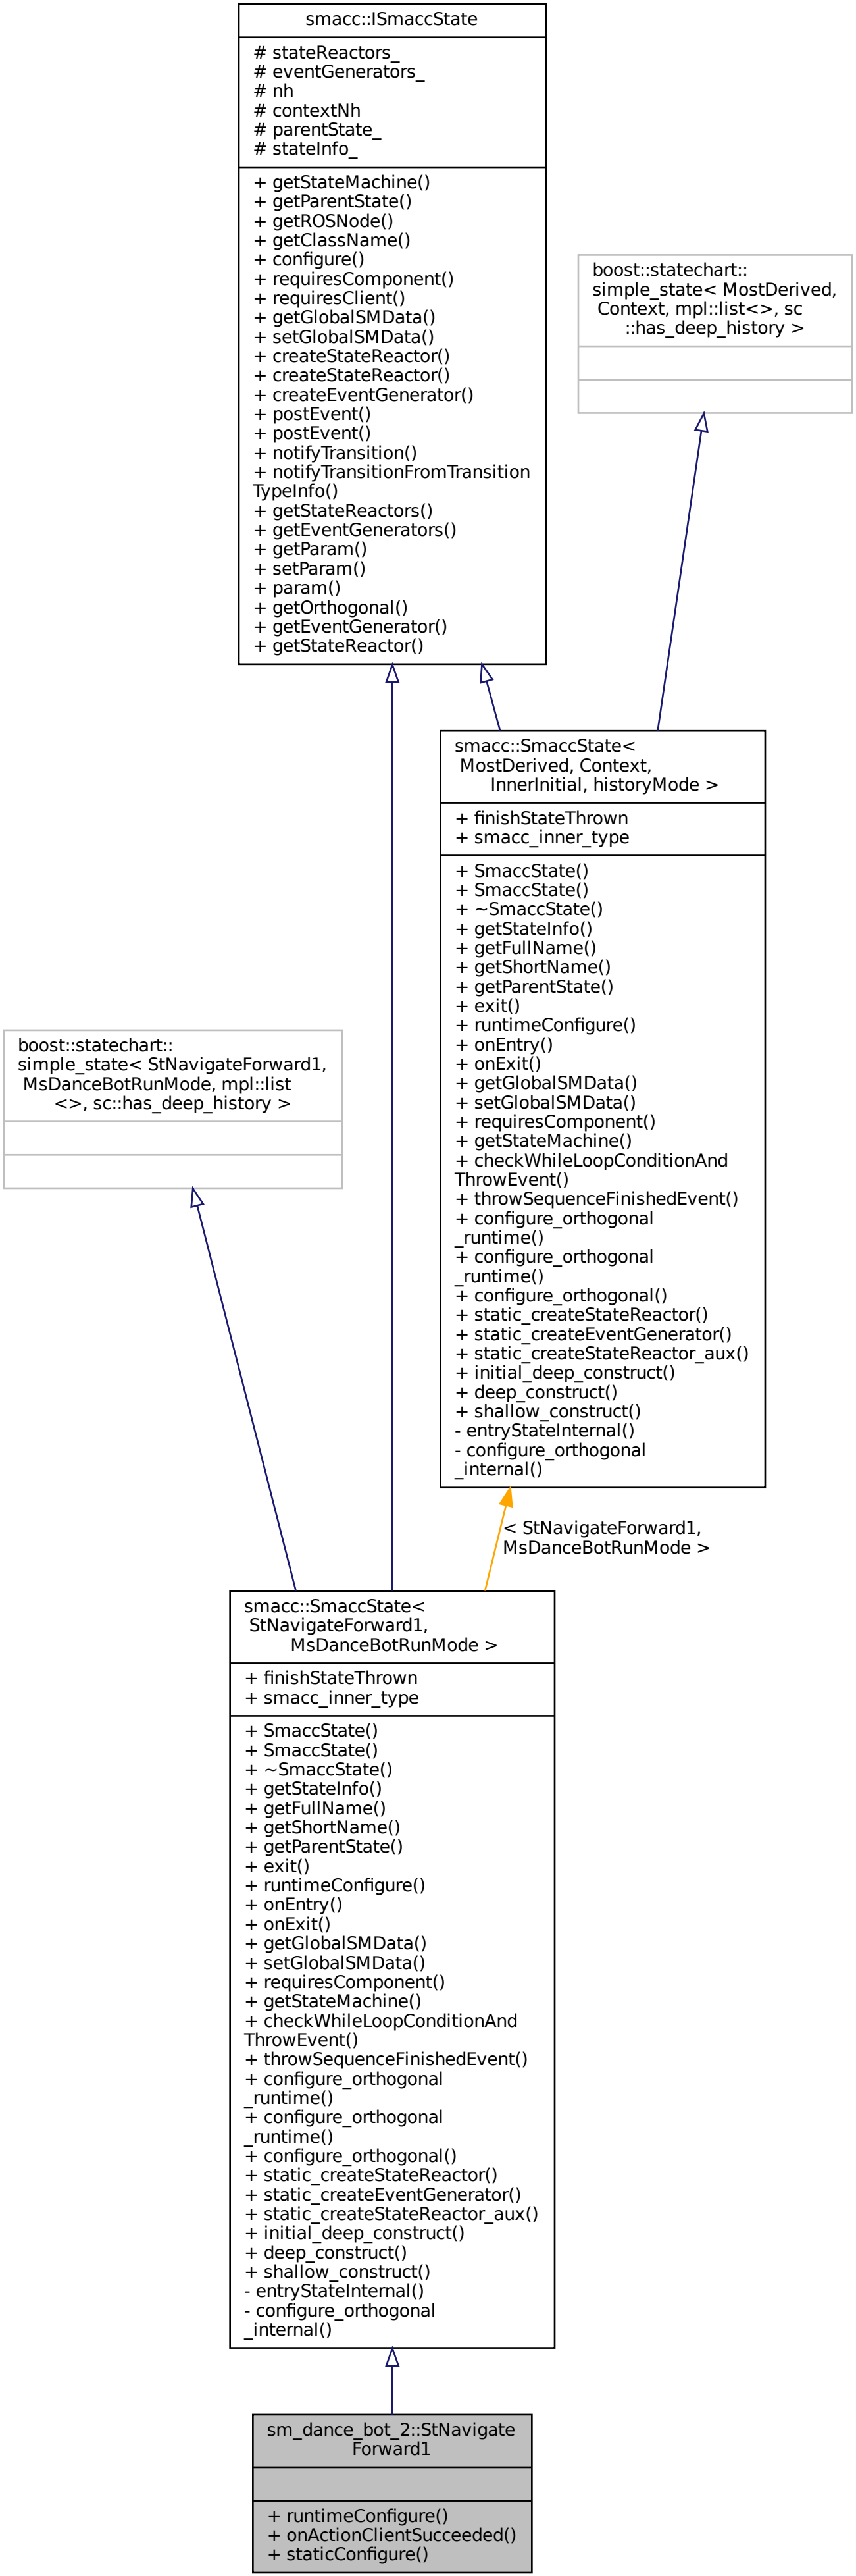 smacc::ISmaccState
# stateReactors_
# eventGenerators_
# nh
# contextNh
# parentState_
# stateInfo_
+ getStateMachine()
+ getParentState()
+ getROSNode()
+ getClassName()
+ configure()
+ requiresComponent()
+ requiresClient()
+ getGlobalSMData()
+ setGlobalSMData()
+ createStateReactor()
+ createStateReactor()
+ createEventGenerator()
+ postEvent()
+ postEvent()
+ notifyTransition()
+ notifyTransitionFromTransition
TypeInfo()
+ getStateReactors()
+ getEventGenerators()
+ getParam()
+ setParam()
+ param()
+ getOrthogonal()
+ getEventGenerator()
+ getStateReactor()
boost::statechart::
simple_state< MostDerived,
Context, mpl::list<>, sc
::has_deep_history >
smacc::SmaccState<
MostDerived, Context,
InnerInitial, historyMode >
+ finishStateThrown
+ smacc_inner_type
+ SmaccState()
+ SmaccState()
+ ~SmaccState()
+ getStateInfo()
+ getFullName()
+ getShortName()
+ getParentState()
+ exit()
+ runtimeConfigure()
+ onEntry()
+ onExit()
+ getGlobalSMData()
+ setGlobalSMData()
+ requiresComponent()
+ getStateMachine()
+ checkWhileLoopConditionAnd
ThrowEvent()
+ throwSequenceFinishedEvent()
+ configure_orthogonal
_runtime()
+ configure_orthogonal
_runtime()
+ configure_orthogonal()
+ static_createStateReactor()
+ static_createEventGenerator()
+ static_createStateReactor_aux()
+ initial_deep_construct()
+ deep_construct()
+ shallow_construct()
- entryStateInternal()
- configure_orthogonal
_internal()
boost::statechart::
simple_state< StNavigateForward1,
MsDanceBotRunMode, mpl::list
<>, sc::has_deep_history >
< StNavigateForward1,
MsDanceBotRunMode >
smacc::SmaccState<
StNavigateForward1,
MsDanceBotRunMode >
+ finishStateThrown
+ smacc_inner_type
+ SmaccState()
+ SmaccState()
+ ~SmaccState()
+ getStateInfo()
+ getFullName()
+ getShortName()
+ getParentState()
+ exit()
+ runtimeConfigure()
+ onEntry()
+ onExit()
+ getGlobalSMData()
+ setGlobalSMData()
+ requiresComponent()
+ getStateMachine()
+ checkWhileLoopConditionAnd
ThrowEvent()
+ throwSequenceFinishedEvent()
+ configure_orthogonal
_runtime()
+ configure_orthogonal
_runtime()
+ configure_orthogonal()
+ static_createStateReactor()
+ static_createEventGenerator()
+ static_createStateReactor_aux()
+ initial_deep_construct()
+ deep_construct()
+ shallow_construct()
- entryStateInternal()
- configure_orthogonal
_internal()
sm_dance_bot_2::StNavigate
Forward1
+ runtimeConfigure()
+ onActionClientSucceeded()
+ staticConfigure()